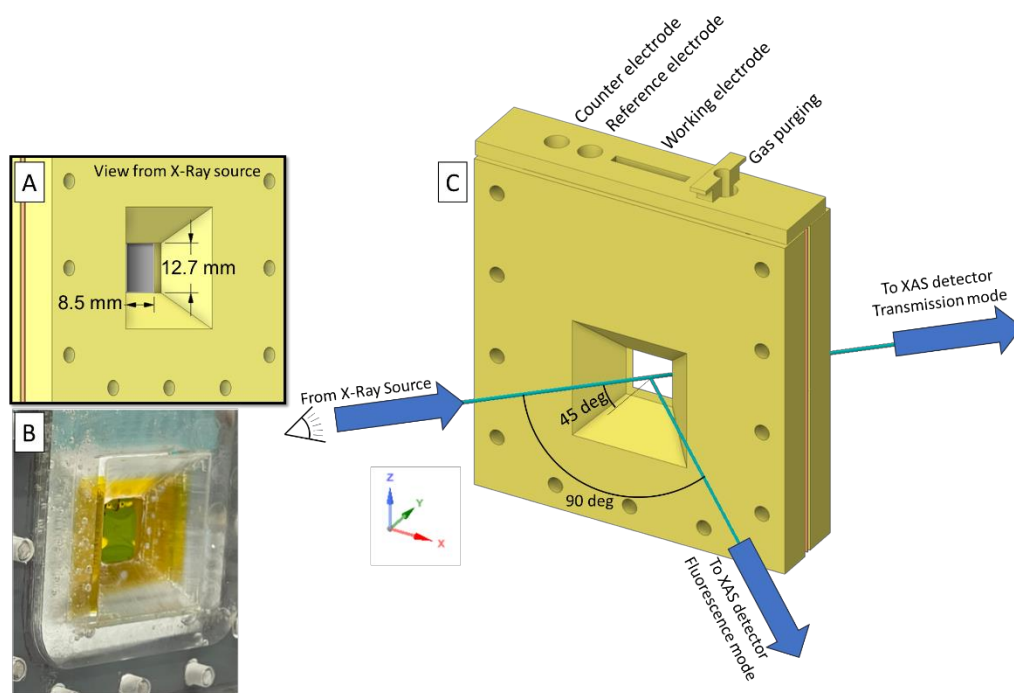 A
View from X-Ray source
12.7 mm
8.5 mm
B
C
Counter electrode
Reference electrode
Working electrode
Gas purging
To XAS detector
Transmission mode
From X-Ray Source
45 deg
90 deg
To XAS detector
Fluorescence mode
Z
Y
X